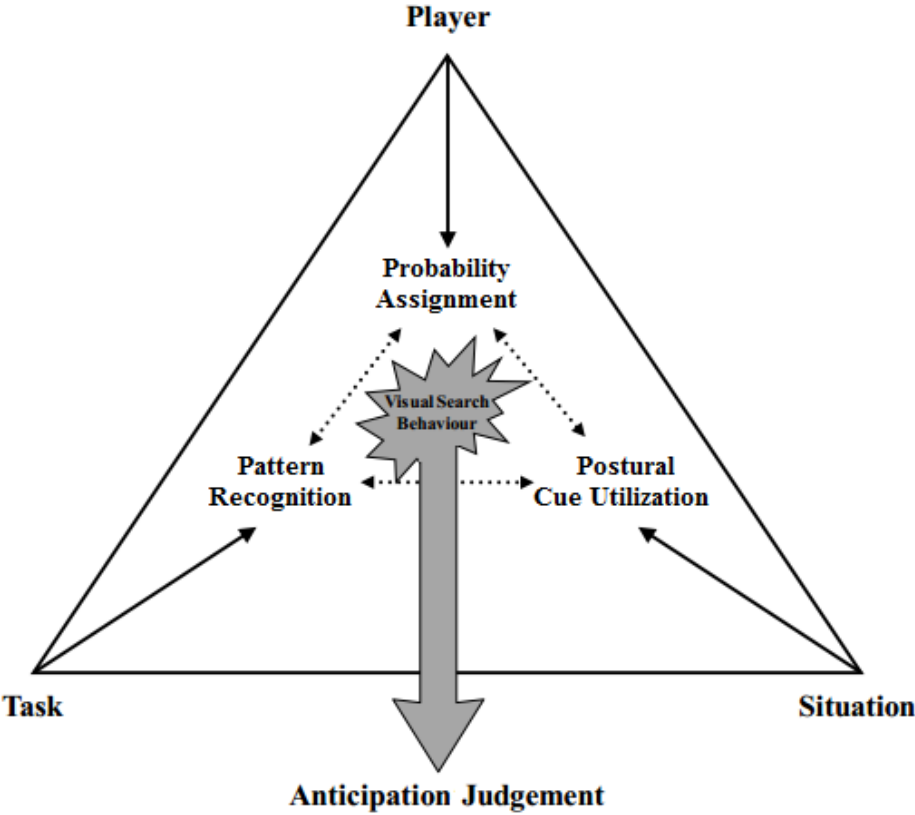 Player
Probability
Assignment
Visual Search
Behaviour
Pattern
Recognition
Postural
Cue Utilization
Task
Situation
Anticipation Judgement